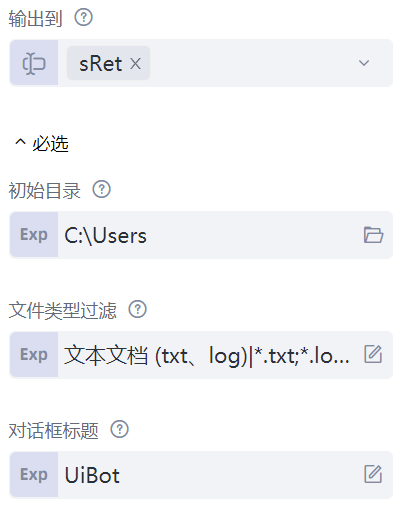 输出到
sRet
必选
初始目录
Exp C:\Users
文件类型过滤
Exp 文本文档 (txt、log)|*.txt;*.lo...
对话框标题
Exp UiBot